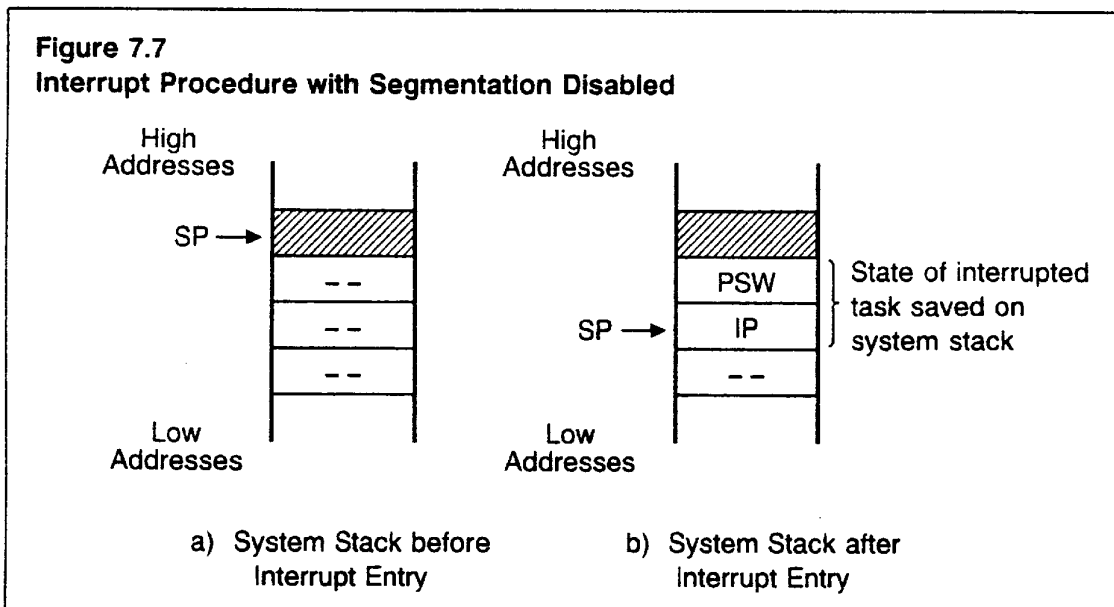 Figure 7.7
Interrupt Procedure with Segmentation Disabled
High
Addresses
SP
--
--
--
Low
Addresses
a) System Stack before
Interrupt Entry
High
Addresses
PSW
SP
IP
--
State of interrupted
task saved on
system stack
Low
Addresses
b) System Stack after
Interrupt Entry